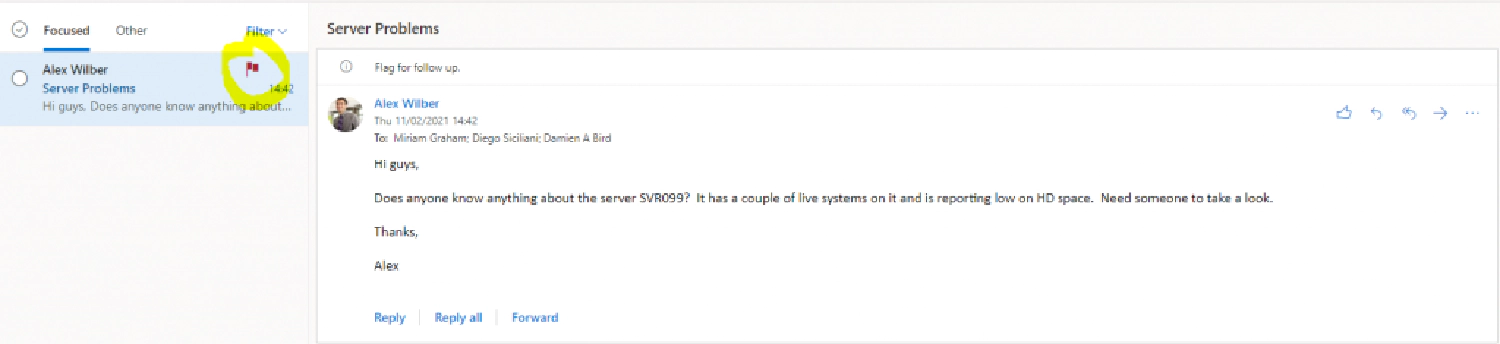 Focused Other Filter
Alex Wilber
Server Problems 14:42
Hi guys, Does anyone know anything about...
Server Problems
Flag for follow up.
Alex Wilber
Thu 11/02/2021 14:42
To: Miriam Graham; Diego Siciliani; Damien A Bird
Hi guys,
Does anyone know anything about the server SVR099? It has a couple of live systems on it and is reporting low on HD space. Need someone to take a look.
Thanks,
Alex
Reply Reply all Forward